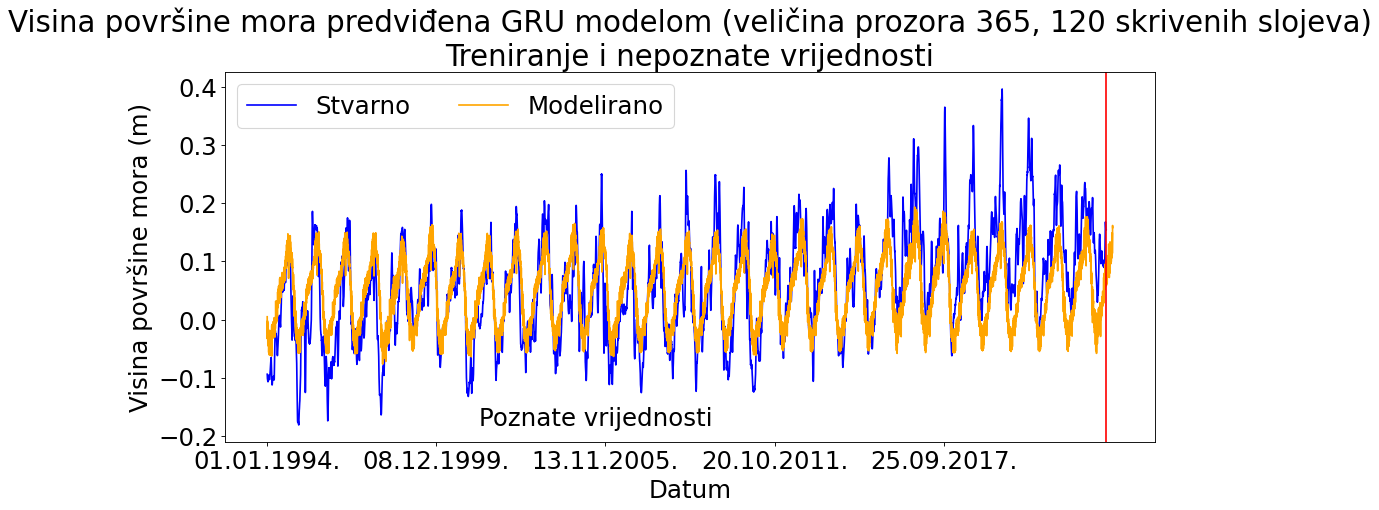 Visina površine mora predviđena GRU modelom (veličina prozora 365, 120 skrivenih slojeva)
Treniranje i nepoznate vrijednosti
Stvarno
Modelirano
Visina površine mora (m)
0.4
0.3
0.2
0.1
0.0
−0.1
−0.2
Poznate vrijednosti
01.01.1994.
08.12.1999.
13.11.2005.
20.10.2011.
25.09.2017.
Datum